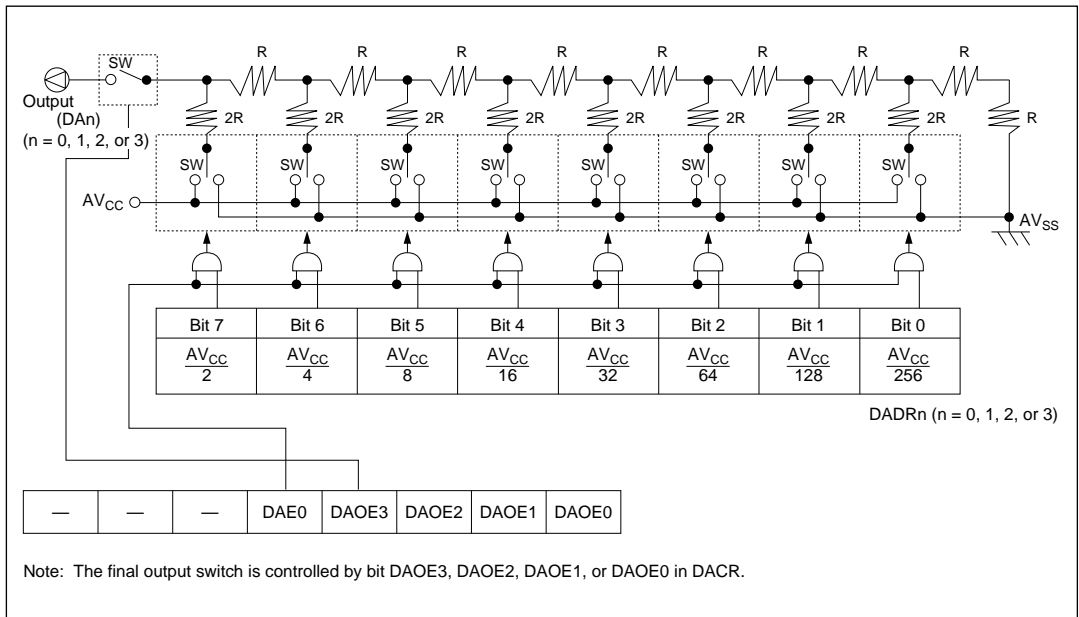 R R R R R R R R
SW
Output
(DAn)
(n = 0, 1, 2, or 3)
2R 2R 2R 2R 2R 2R 2R 2R R
SW SW SW SW SW SW SW SW
AVCC
AVSS
Bit 7 Bit 6 Bit 5 Bit 4 Bit 3 Bit 2 Bit 1 Bit 0
AVCC AVCC AVCC AVCC AVCC AVCC AVCC AVCC
2 4 8 16 32 64 128 256
DADRn (n = 0, 1, 2, or 3)
— — — DAE0 DAOE3 DAOE2 DAOE1 DAOE0
Note: The final output switch is controlled by bit DAOE3, DAOE2, DAOE1, or DAOE0 in DACR.